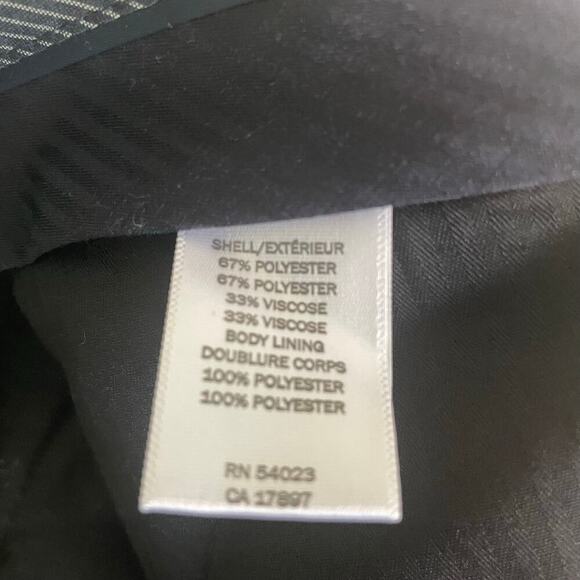 SHELL/EXTÉRIEUR
67% POLYESTER
67% POLYESTER
33% VISCOSE
33% VISCOSE
BODY LINING
DOUBLURE CORPS
100% POLYESTER
100% POLYESTER
RN 54023
CA 17897